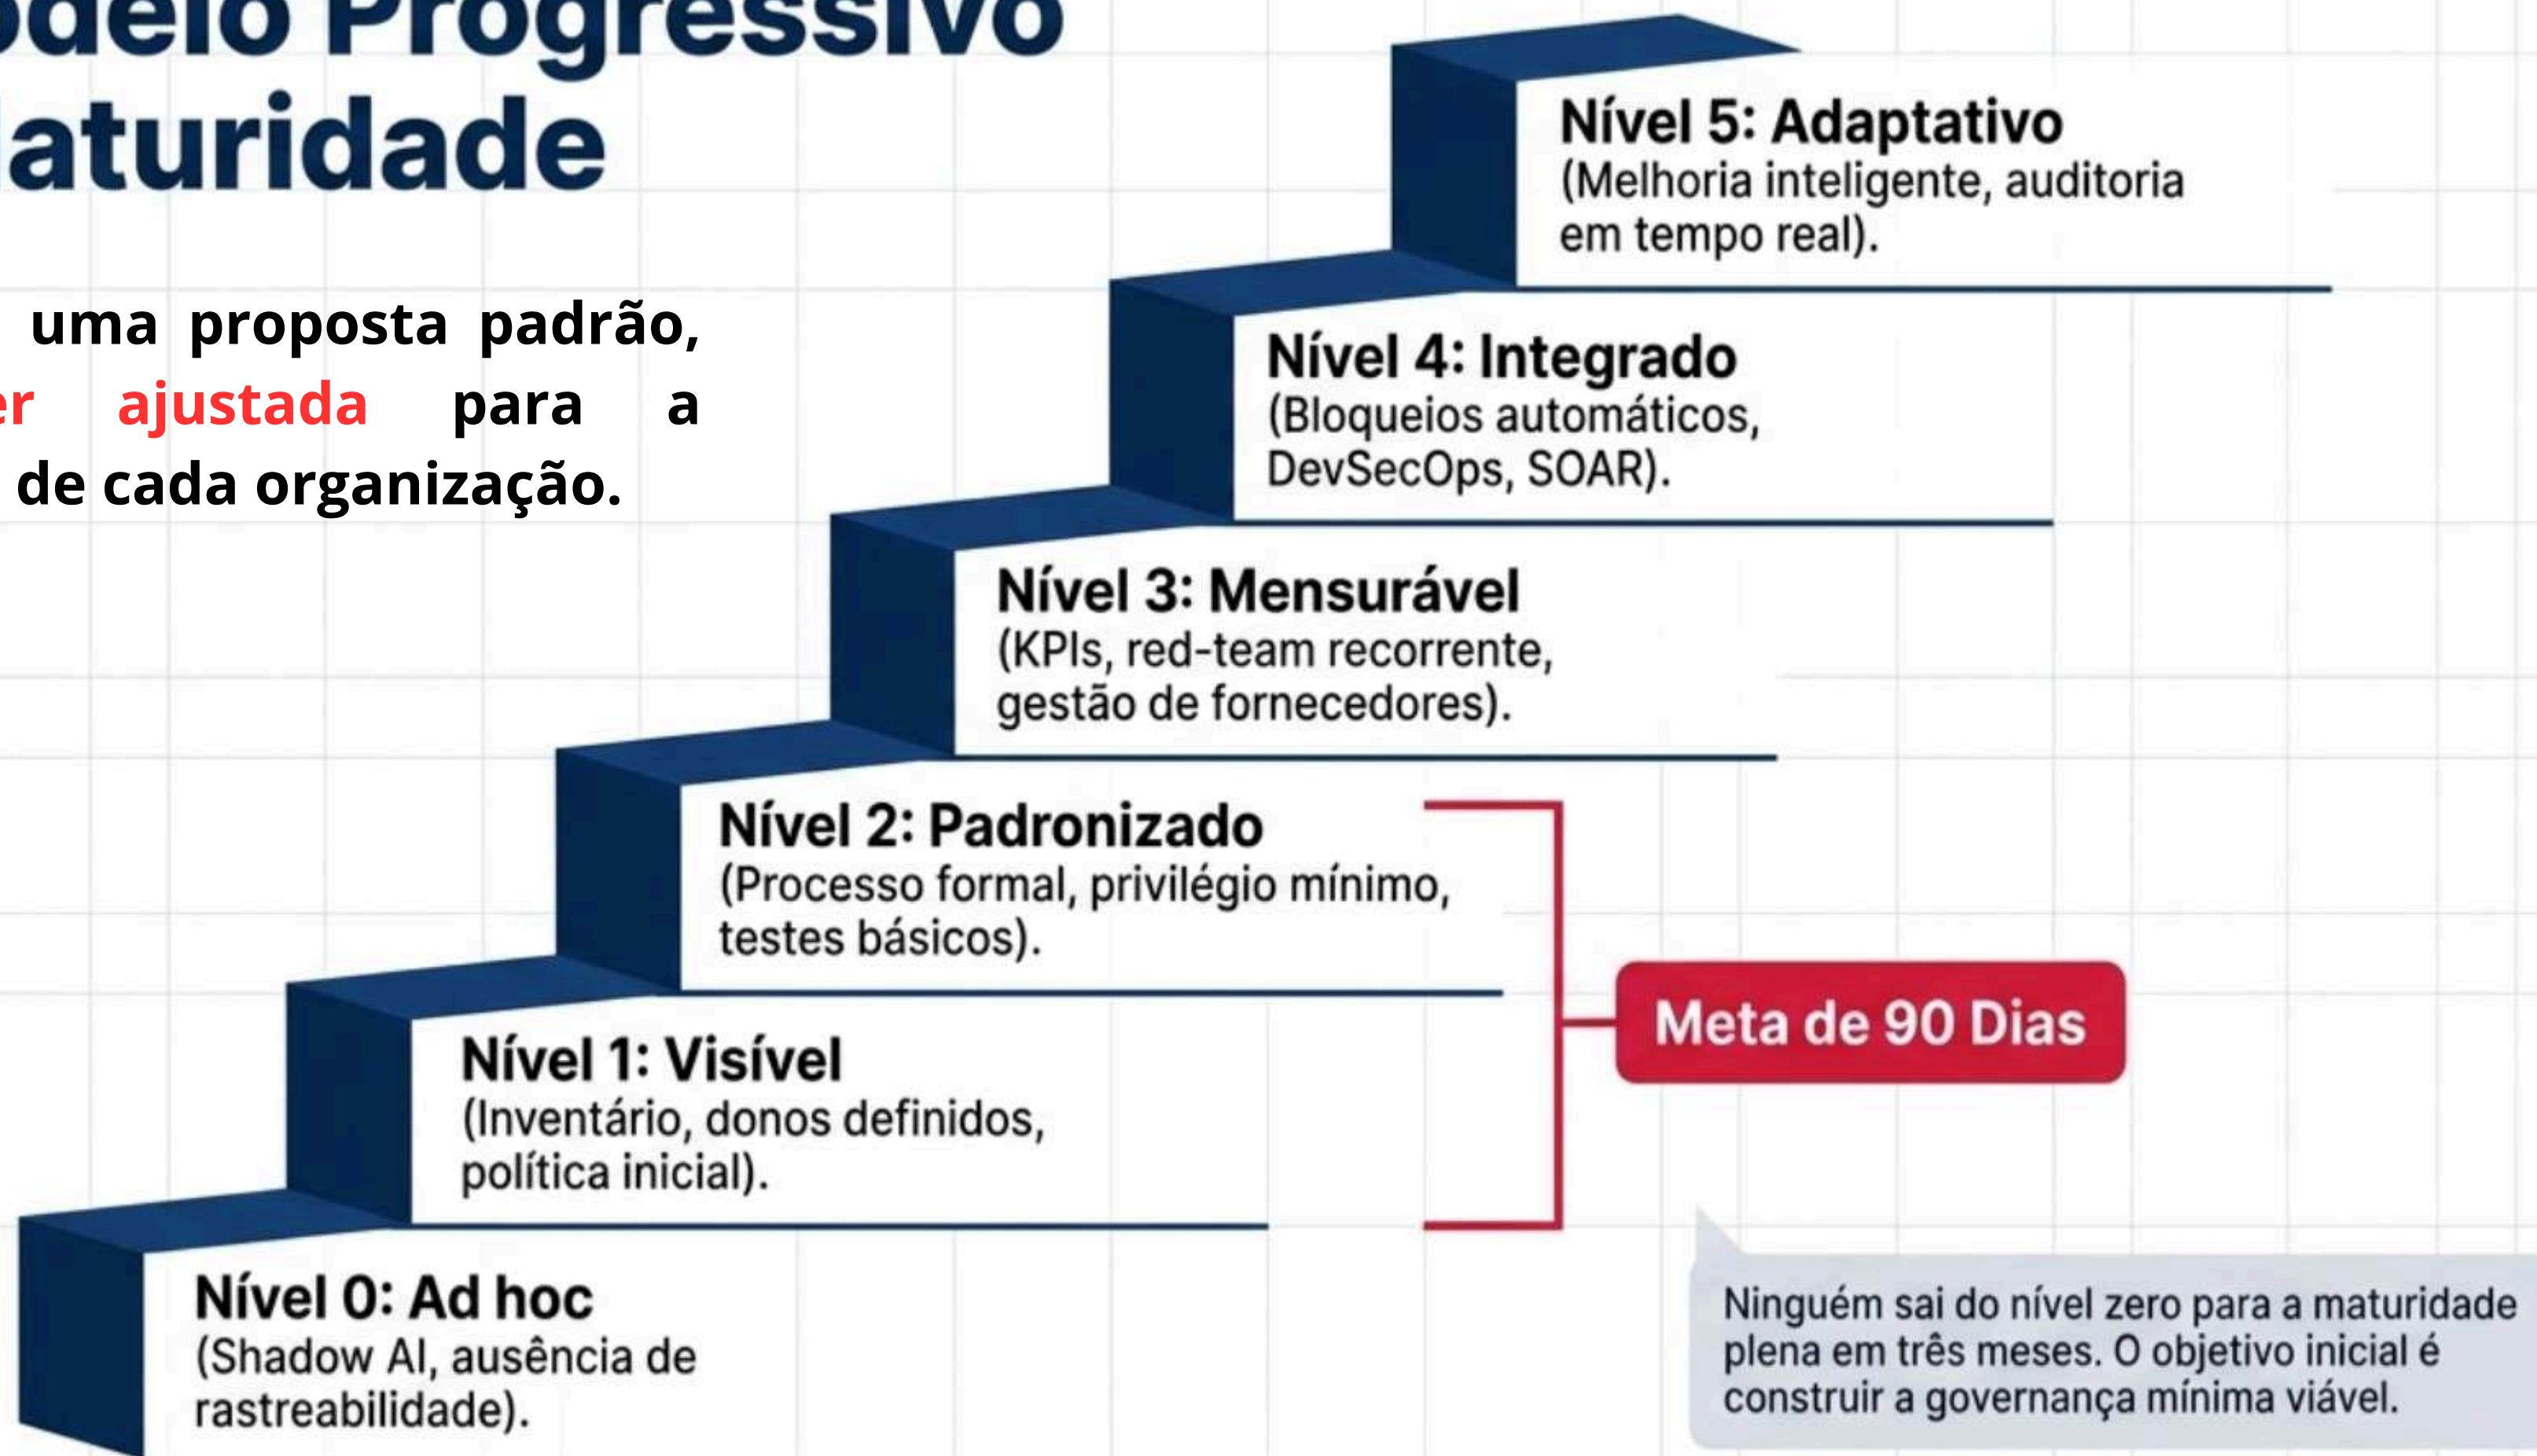 Progressivo
uma proposta padrão,
ajustada para a
de cada organização.
Nível 5: Adaptativo
(Melhoria inteligente, auditoria
em tempo real).
Nível 4: Integrado
(Bloqueios automáticos,
DevSecOps, SOAR).
Nível 3: Mensurável
(KPIs, red-team recorrente,
gestão de fornecedores).
Nível 2: Padronizado
(Processo formal, privilégio mínimo,
testes básicos).
Meta de 90 Dias
Nível 1: Visível
(Inventário, donos definidos,
política inicial).
Nível 0: Ad hoc
(Shadow AI, ausência de
rastreabilidade).
Ninguém sai do nível zero para a maturidade
plena em três meses. O objetivo inicial é
construir a governança mínima viável.